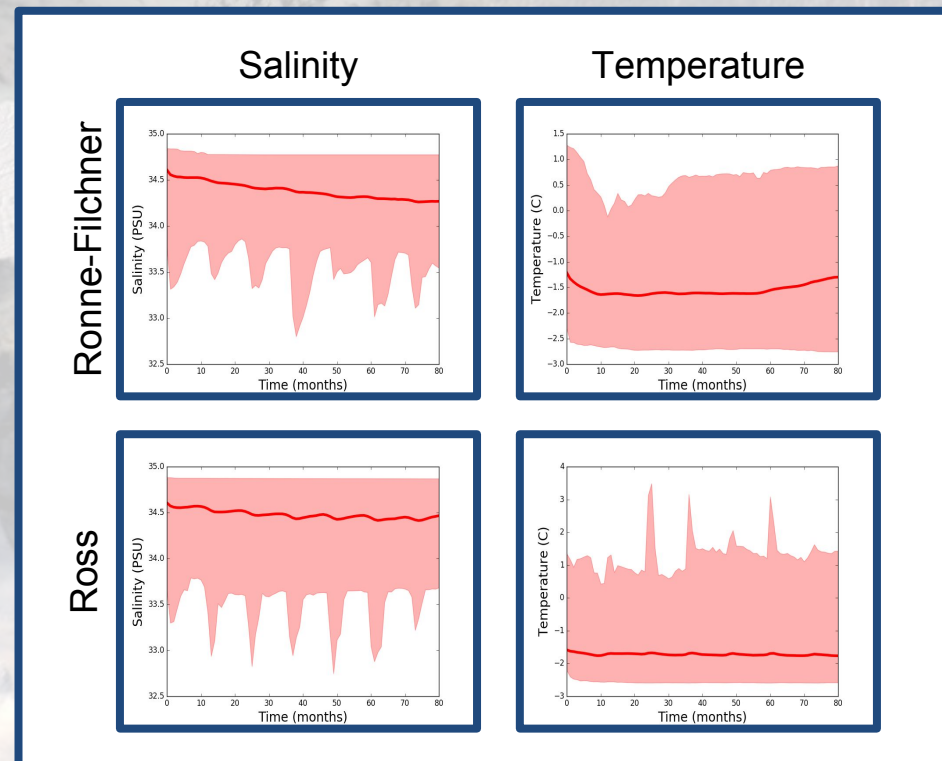 Salinity
Temperature
Ronne-Filchner
Salinity (PSU)
35.0
34.5
34.0
33.5
33.0
32.5
0 10 20 30 40 50 60 70 80
Time (months)
Temperature (C)
1.5
1.0
0.5
0.0
−0.5
−1.0
−1.5
−2.0
−2.5
−3.0
0 10 20 30 40 50 60 70 80
Time (months)
Ross
Salinity (PSU)
35.0
34.5
34.0
33.5
33.0
32.5
0 10 20 30 40 50 60 70 80
Time (months)
Temperature (C)
4
3
2
1
0
−1
−2
−3
0 10 20 30 40 50 60 70 80
Time (months)